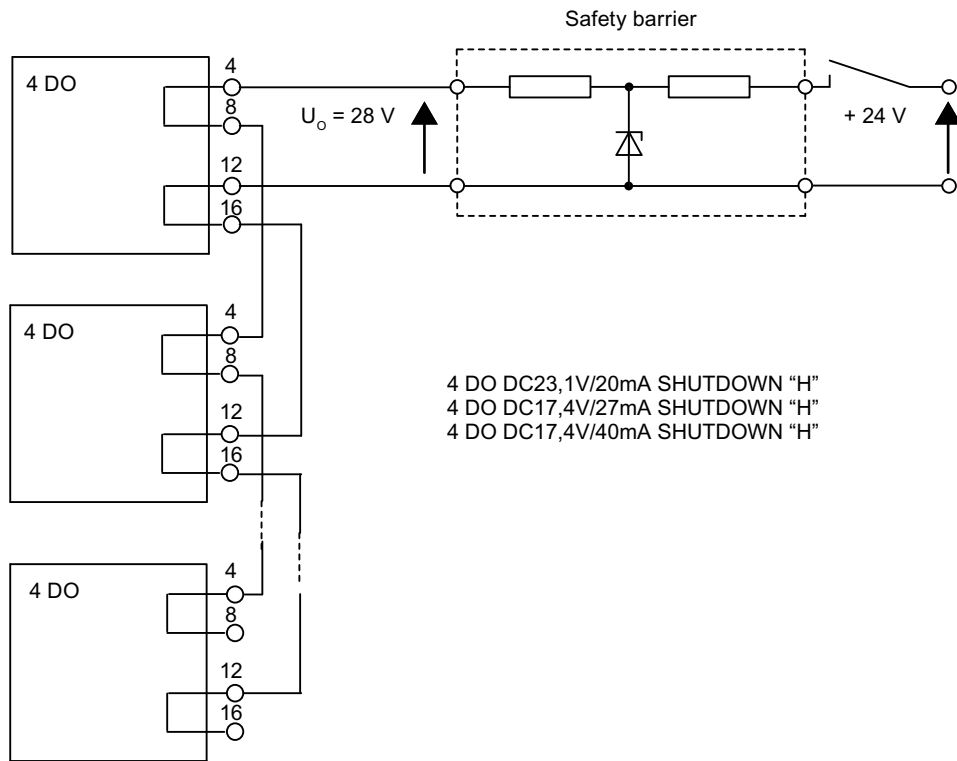 Safety barrier
4 DO
4
8
12
16
U₀ = 28 V
+ 24 V
4 DO
4
8
12
16
4 DO DC23,1V/20mA SHUTDOWN “H”
4 DO DC17,4V/27mA SHUTDOWN “H”
4 DO DC17,4V/40mA SHUTDOWN “H”
4 DO
4
8
12
16